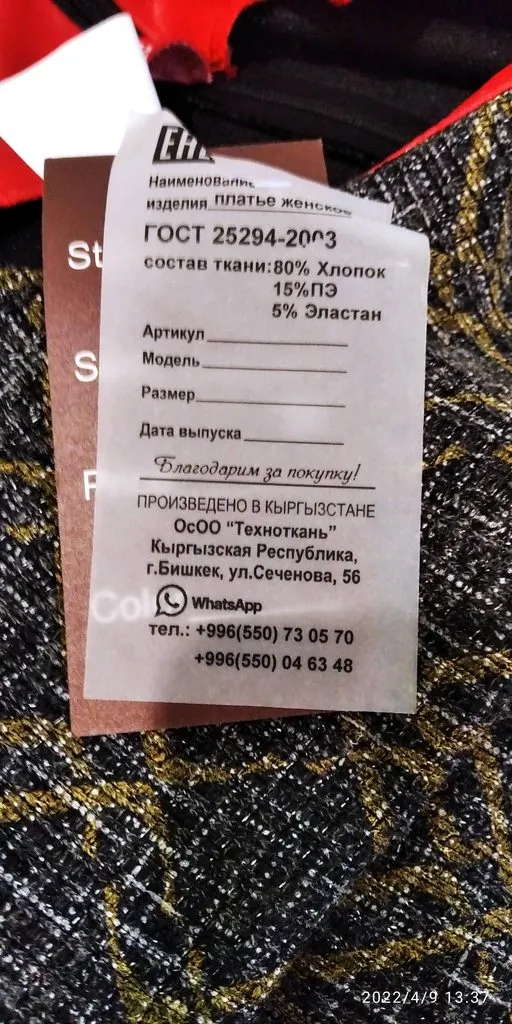 EAC
Наименование
изделия платье женское
ГОСТ 25294-2003
состав ткани:80% Хлопок
15%ПЭ
5% Эластан
Артикул
Модель
Размер
Дата выпуска
Благодарим за покупку!
ПРОИЗВЕДЕНО В КЫРГЫЗСТАНЕ
ОсОО "Техноткань"
Кыргызская Республика,
г.Бишкек, ул.Сеченова, 56
WhatsApp
тел.: +996(550) 73 05 70
+996(550) 04 63 48
2022/4/9 13:37